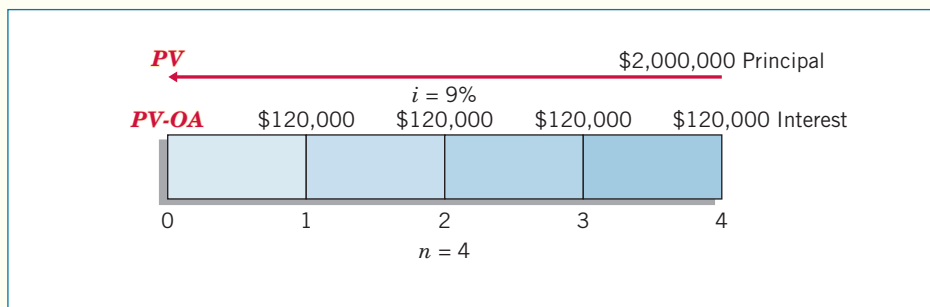 PV $2,000,000 Principal
i = 9%
PV-OA $120,000 $120,000 $120,000 $120,000 Interest
0 1 2 3 4
n = 4